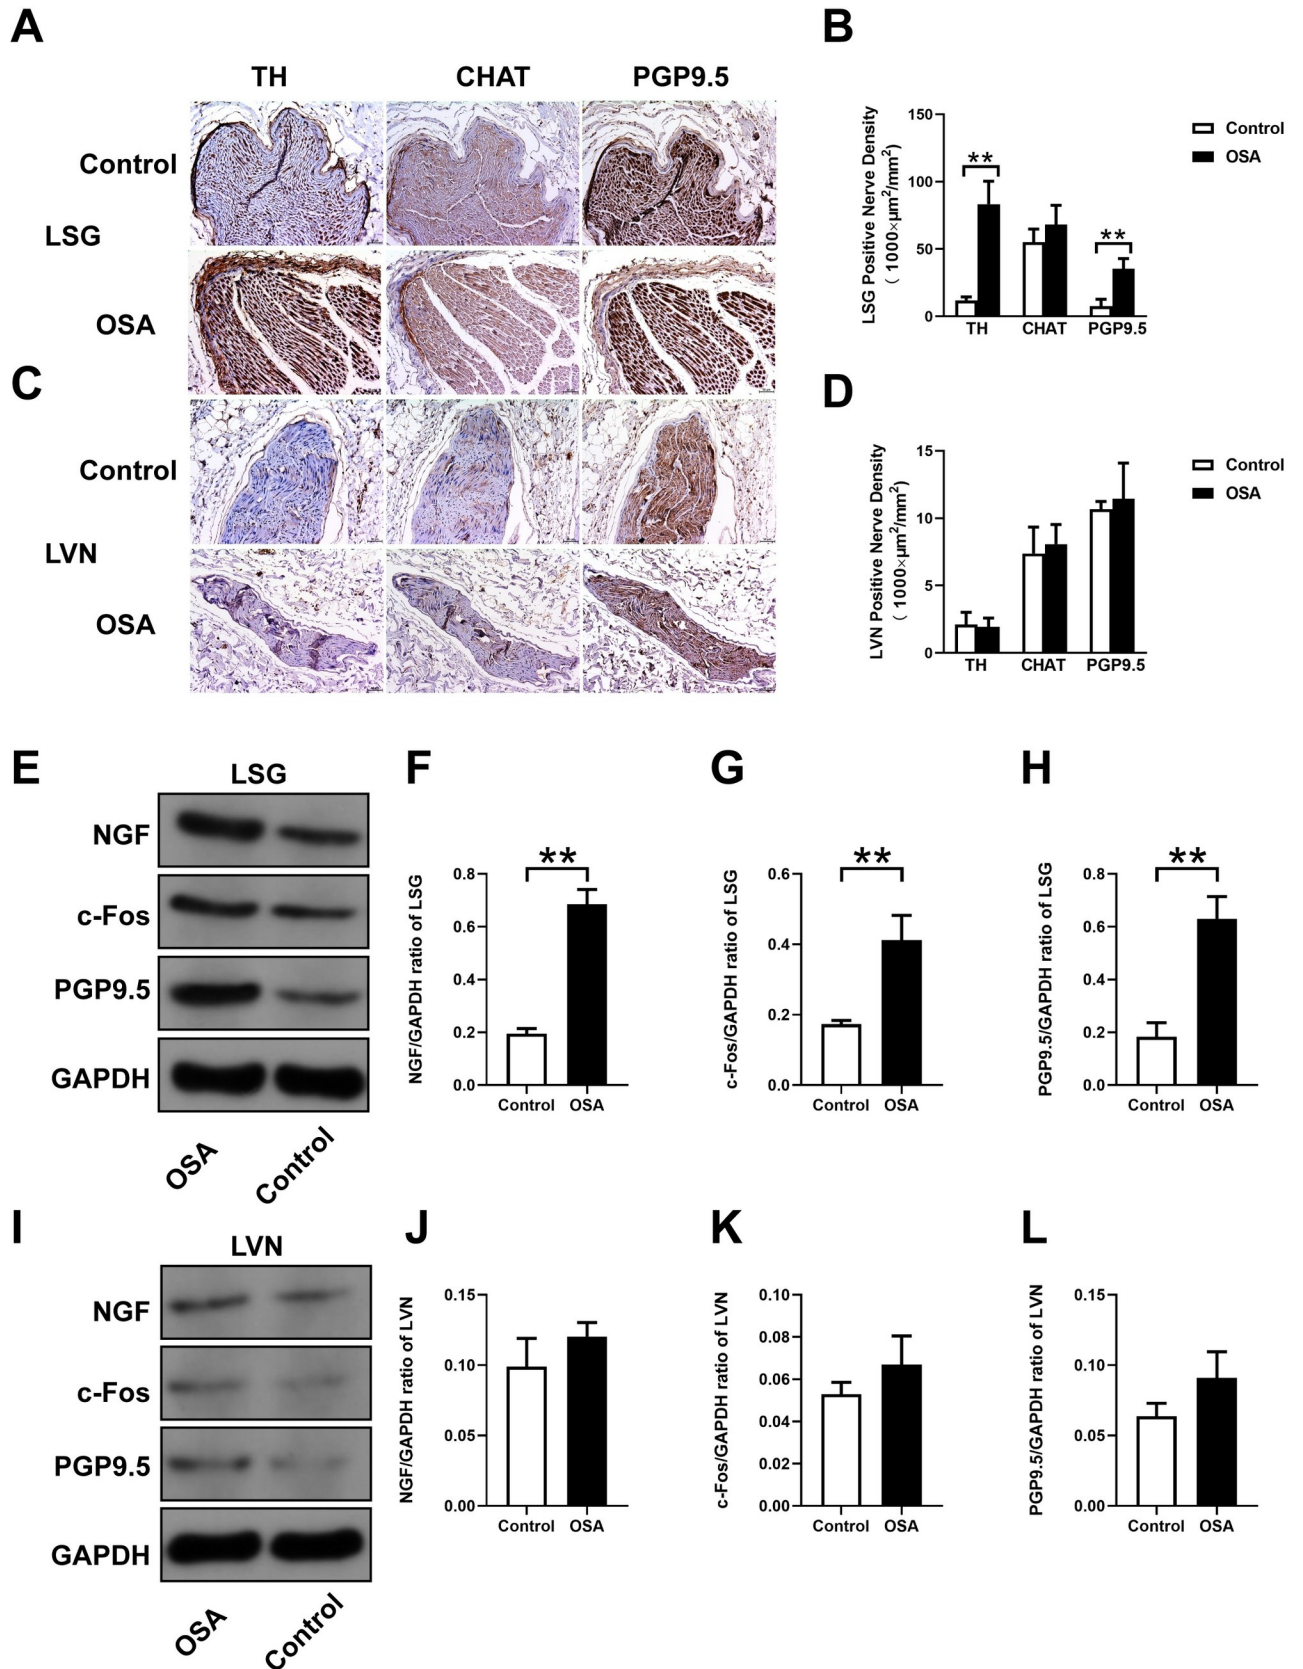 A
TH CHAT PGP9.5
Control
LSG
OSA
B
LSG Positive Nerve Density
( 1000×μm²/mm²)
150
100
50
0
** **
TH CHAT PGP9.5
Control
OSA
C
Control
LVN
OSA
D
LVN Positive Nerve Density
( 1000×μm²/mm²)
15
10
5
0
TH CHAT PGP9.5
Control
OSA
E
LSG
NGF
c-Fos
PGP9.5
GAPDH
OSA Control
F
NGF/GAPDH ratio of LSG
0.8
0.6
0.4
0.2
0.0
**
Control OSA
G
c-Fos/GAPDH ratio of LSG
0.6
0.4
0.2
0.0
**
Control OSA
H
PGP9.5/GAPDH ratio of LSG
0.8
0.6
0.4
0.2
0.0
**
Control OSA
I
LVN
NGF
c-Fos
PGP9.5
GAPDH
OSA Control
J
NGF/GAPDH ratio of LVN
0.15
0.10
0.05
0.00
Control OSA
K
c-Fos/GAPDH ratio of LVN
0.10
0.08
0.06
0.04
0.02
0.00
Control OSA
L
PGP9.5/GAPDH ratio of LVN
0.15
0.10
0.05
0.00
Control OSA